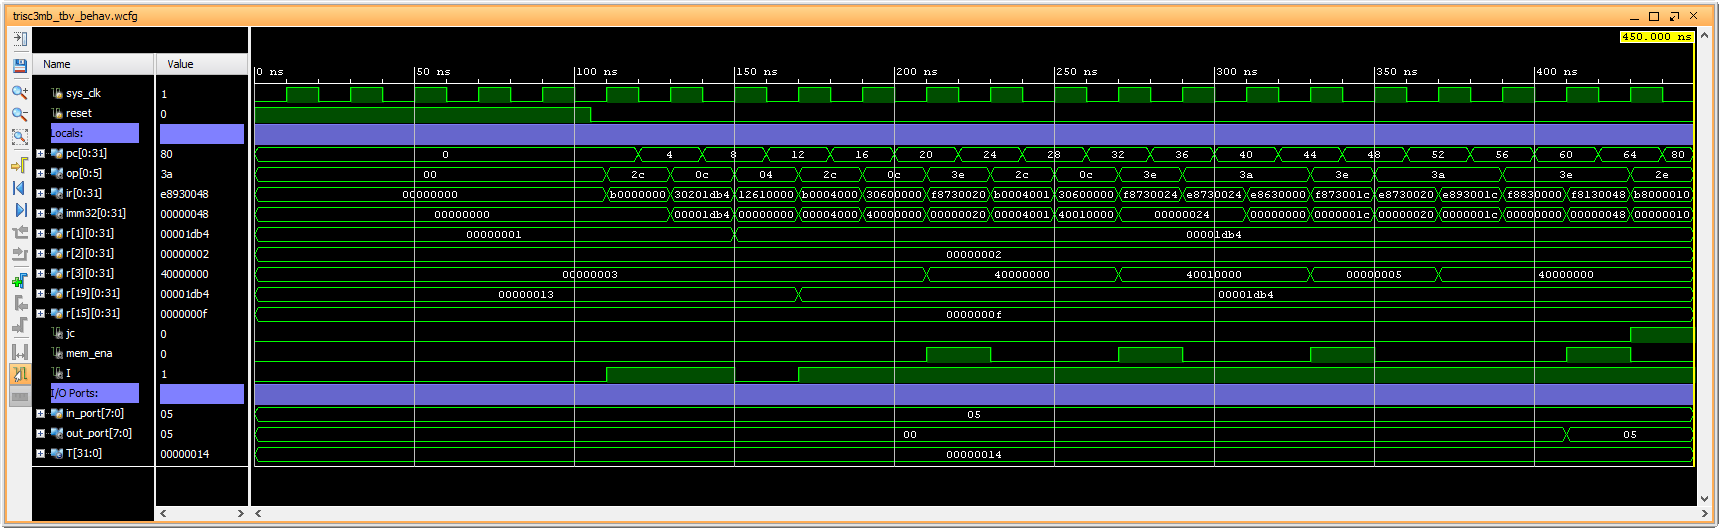 trisc3mb_tbv_behav.wcfg
450.000 ns
Name Value
0 ns 50 ns 100 ns 150 ns 200 ns 250 ns 300 ns 350 ns 400 ns
sys_clk 1
reset 0
Locals:
pc[0:31] 80 0 4 8 12 16 20 24 28 32 36 40 44 48 52 56 60 64 80
op[0:5] 3a 00 2c 0c 04 2c 0c 3e 2c 0c 3e 3a 3e 3a 3e 2e
ir[0:31] e8930048 00000000 b0000000 30201db4 12610000 b0004000 30600000 f8730020 b0004001 30600000 f8730024 e8730024 e8630000 f873001c e8730020 e893001c f8830000 f8130048 b8000010
imm32[0:31] 00000048 00000000 00001db4 00000000 00004000 40000000 00000020 00004001 40010000 00000024 00000000 0000001c 00000020 0000001c 00000000 00000048 00000010
r[1][0:31] 00001db4 00000001 00001db4
r[2][0:31] 00000002 00000002
r[3][0:31] 40000000 00000003 40000000 40010000 00000005 40000000
r[19][0:31] 00001db4 00000013 00001db4
r[15][0:31] 0000000f 0000000f
jc 0
mem_ena 0
I 1
I/O Ports:
in_port[7:0] 05 05
out_port[7:0] 05 00 05
T[31:0] 00000014 00000014